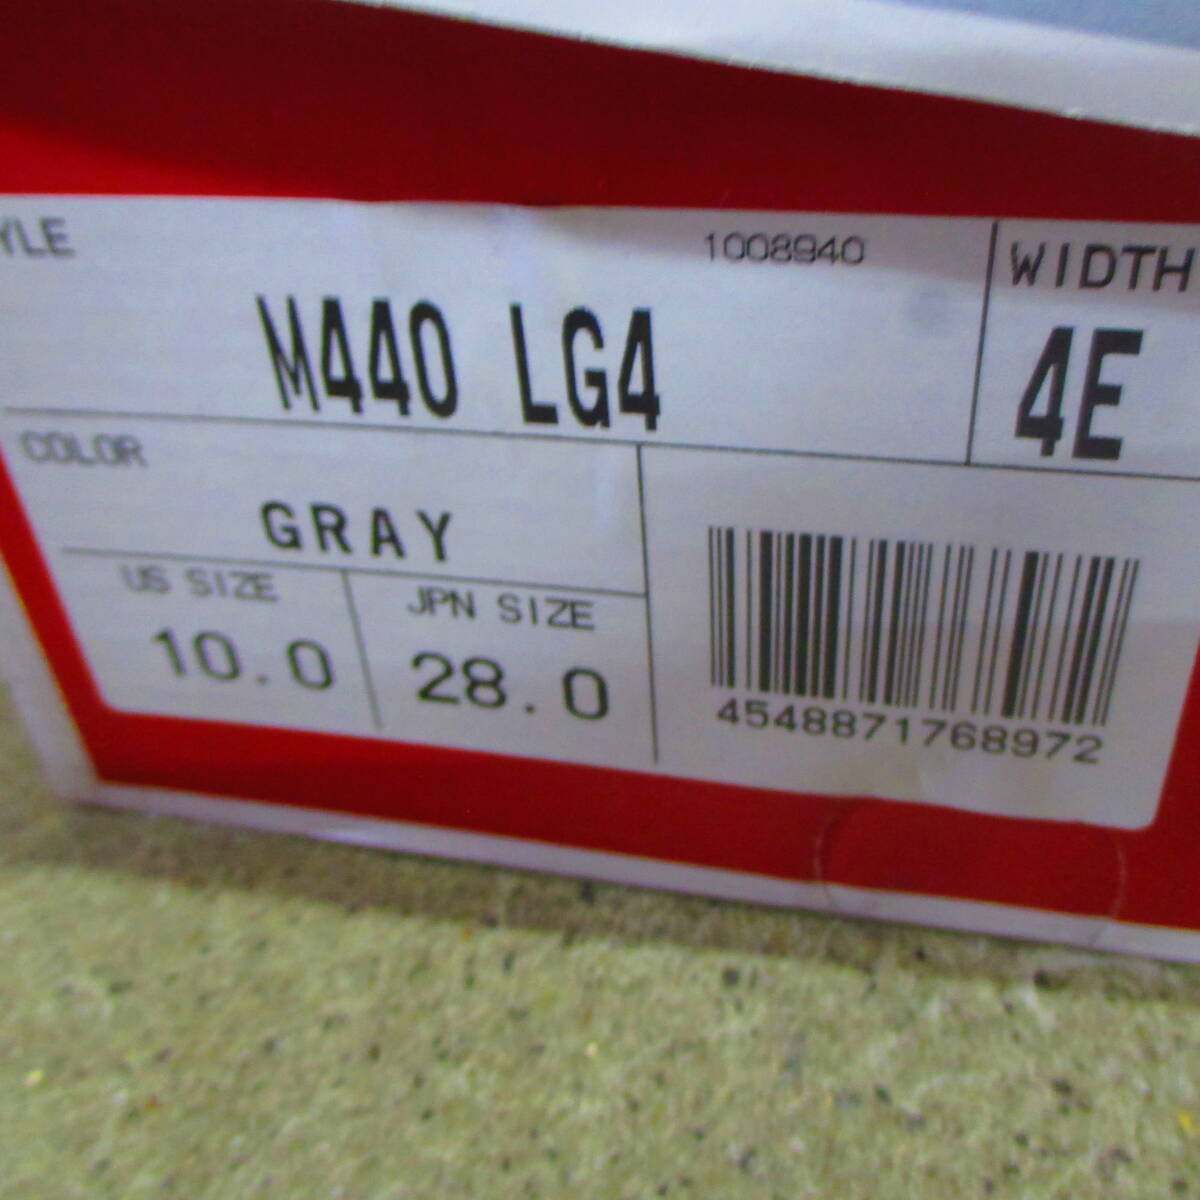 YLE
1008940
WIDTH
M440 LG4
4E
COLOR
GRAY
US SIZE
JPN SIZE
10.0
28.0
4548871768972